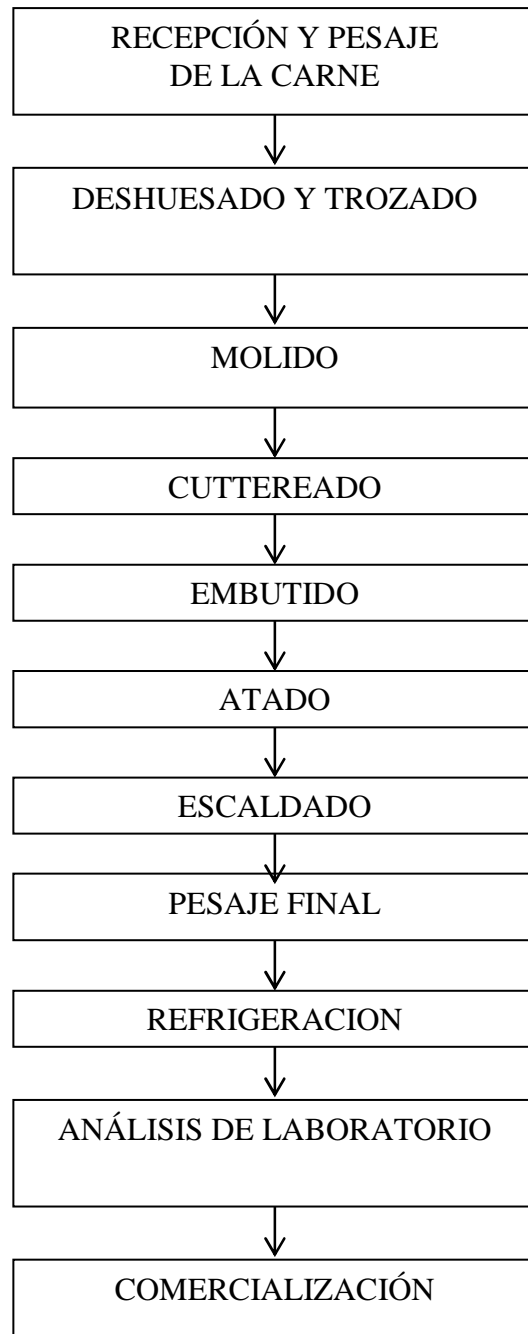 RECEPCIÓN Y PESAJE
DE LA CARNE
DESHUESADO Y TROZADO
MOLIDO
CUTTEREADO
EMBUTIDO
ATADO
ESCALDADO
PESAJE FINAL
REFRIGERACION
ANÁLISIS DE LABORATORIO
COMERCIALIZACIÓN